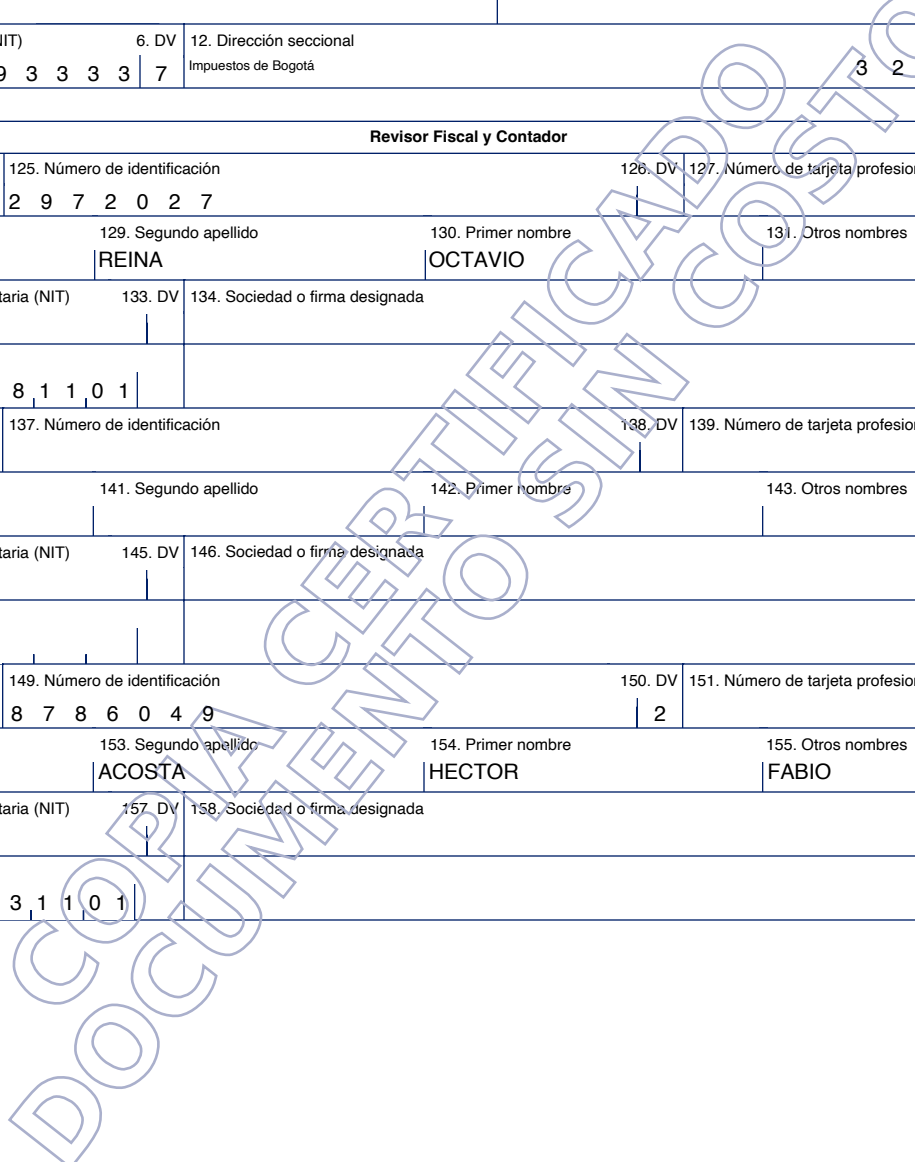 NIT) 6. DV 12. Dirección seccional
9 3 3 3 3 7 Impuestos de Bogotá 3 2
Revisor Fiscal y Contador
125. Número de identificación 126. DV 127. Número de tarjeta profesion
2 9 7 2 0 2 7
129. Segundo apellido 130. Primer nombre 131. Otros nombres
REINA OCTAVIO
taria (NIT) 133. DV 134. Sociedad o firma designada
8 1 1 0 1
137. Número de identificación 138. DV 139. Número de tarjeta profesion
141. Segundo apellido 142. Primer nombre 143. Otros nombres
taria (NIT) 145. DV 146. Sociedad o firma designada
149. Número de identificación 150. DV 151. Número de tarjeta profesion
8 7 8 6 0 4 9 2
153. Segundo apellido 154. Primer nombre 155. Otros nombres
ACOSTA HECTOR FABIO
taria (NIT) 157. DV 158. Sociedad o firma designada
3 1 1 0 1
COPIA CERTIFICADO
DOCUMENTO SIN COSTO